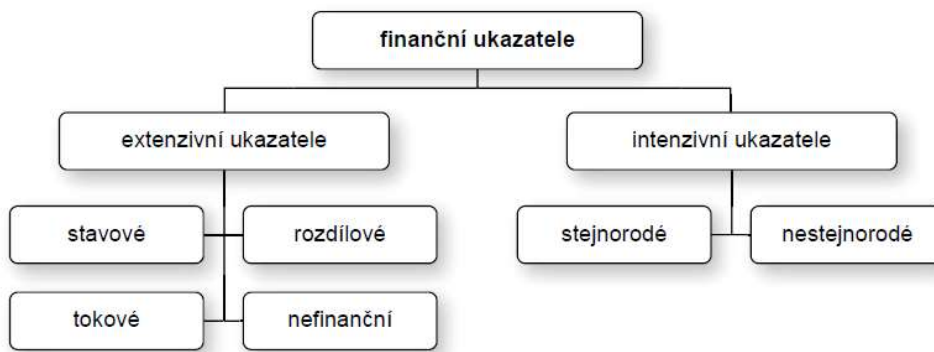 finanční ukazatele
extenzivní ukazatele
intenzivní ukazatele
stavové
rozdílové
stejnorodé
nestejnorodé
tokové
nefinanční